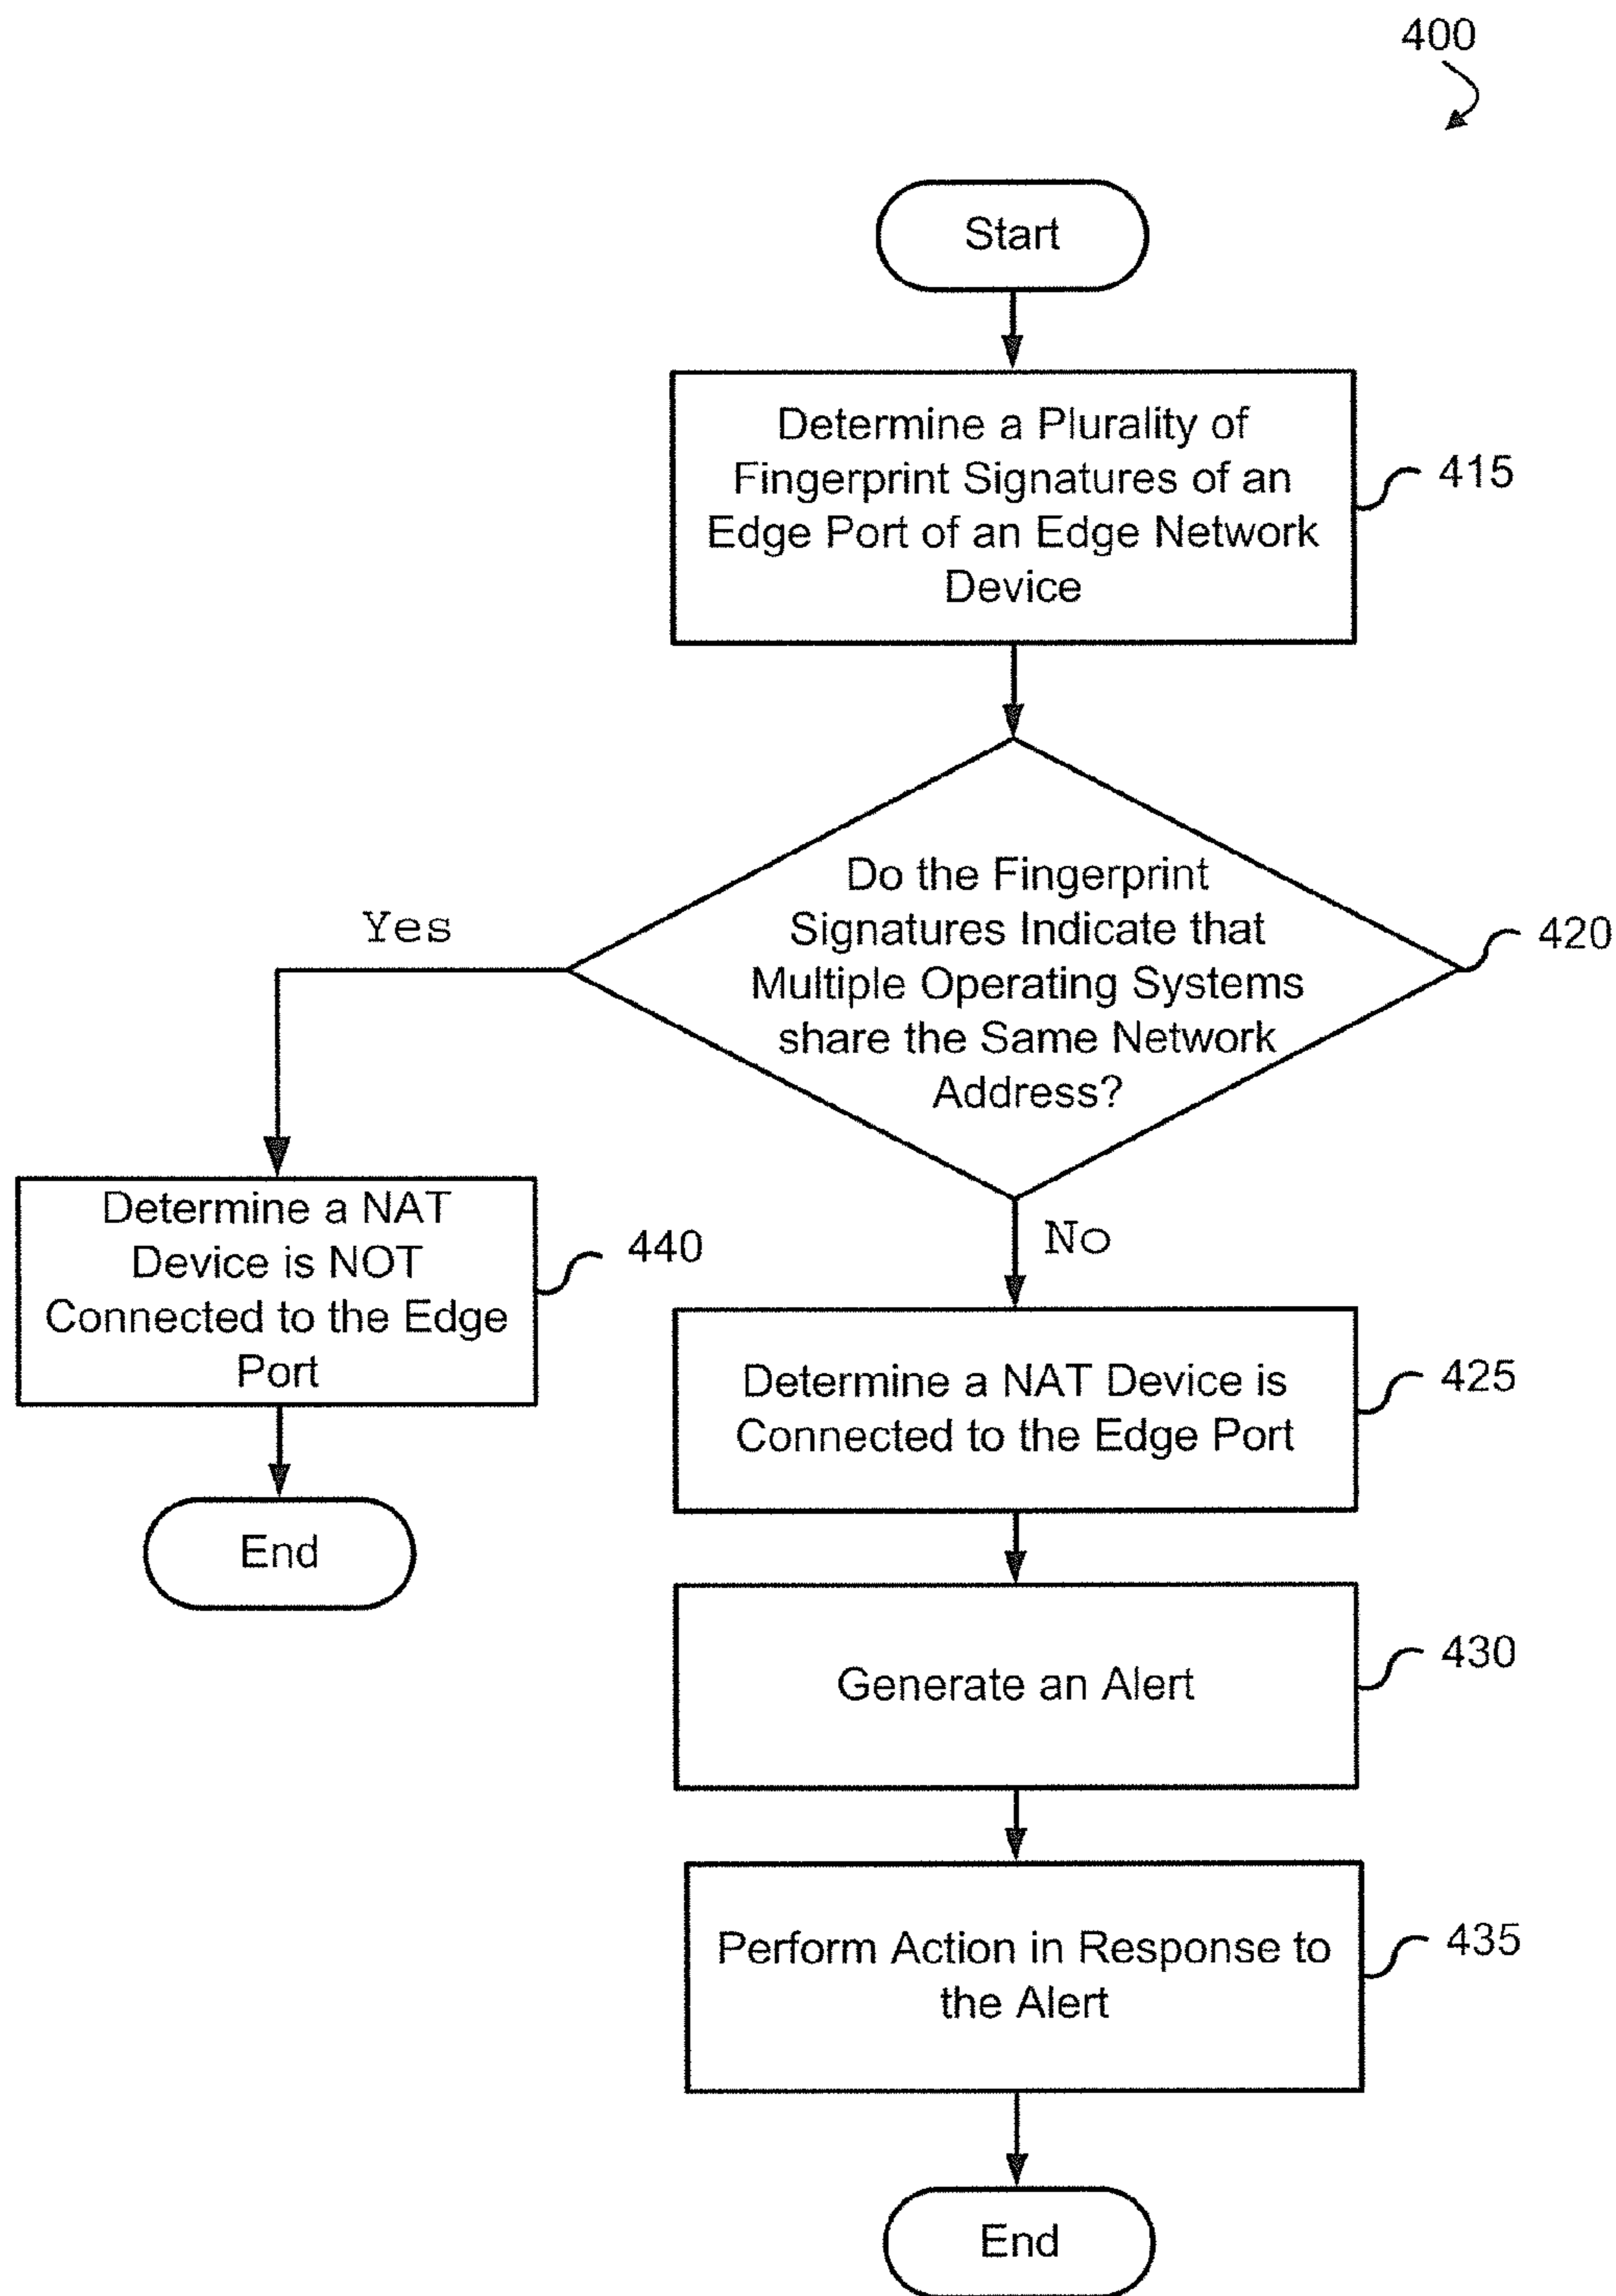 400
Start
Determine a Plurality of
Fingerprint Signatures of an
Edge Port of an Edge Network
Device
415
Do the Fingerprint
Signatures Indicate that
Multiple Operating Systems
share the Same Network
Address?
420
Yes
No
Determine a NAT
Device is NOT
Connected to the Edge
Port
440
End
Determine a NAT Device is
Connected to the Edge Port
425
Generate an Alert
430
Perform Action in Response to
the Alert
435
End